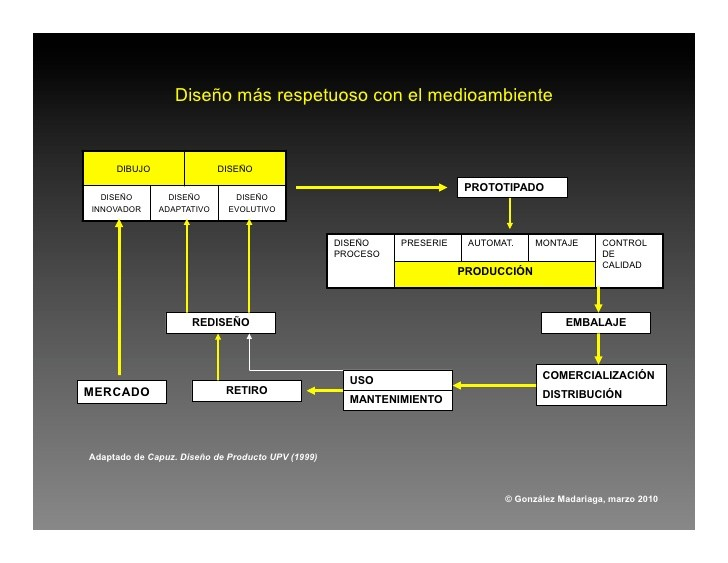 Diseño más respetuoso con el medioambiente
DIBUJO
DISEÑO
DISEÑO
INNOVADOR
DISEÑO
ADAPTATIVO
DISEÑO
EVOLUTIVO
PROTOTIPADO
DISEÑO
PROCESO
PRESERIE
AUTOMAT.
MONTAJE
CONTROL
DE
CALIDAD
PRODUCCIÓN
REDISEÑO
EMBALAJE
MERCADO
RETIRO
USO
MANTENIMIENTO
COMERCIALIZACIÓN
DISTRIBUCIÓN
Adaptado de Capuz. Diseño de Producto UPV (1999)
© González Madariaga, marzo 2010